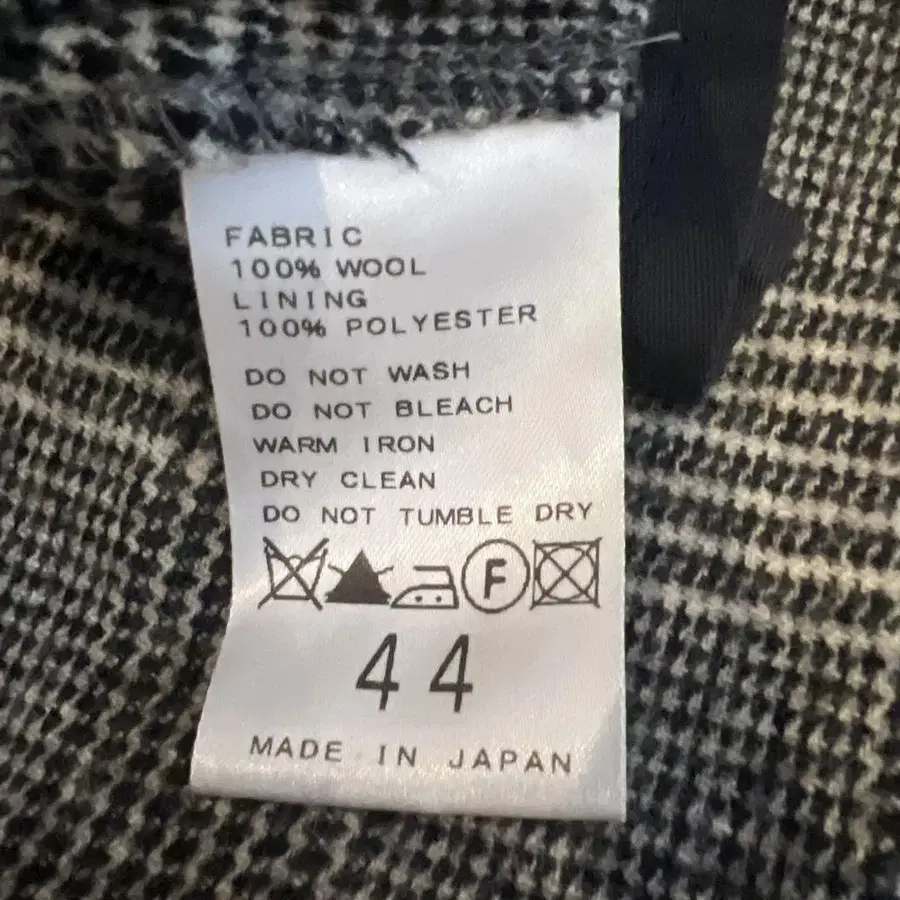 FABRIC
100% WOOL
LINING
100% POLYESTER
DO NOT WASH
DO NOT BLEACH
WARM IRON
DRY CLEAN
DO NOT TUMBLE DRY
F
44
MADE IN JAPAN